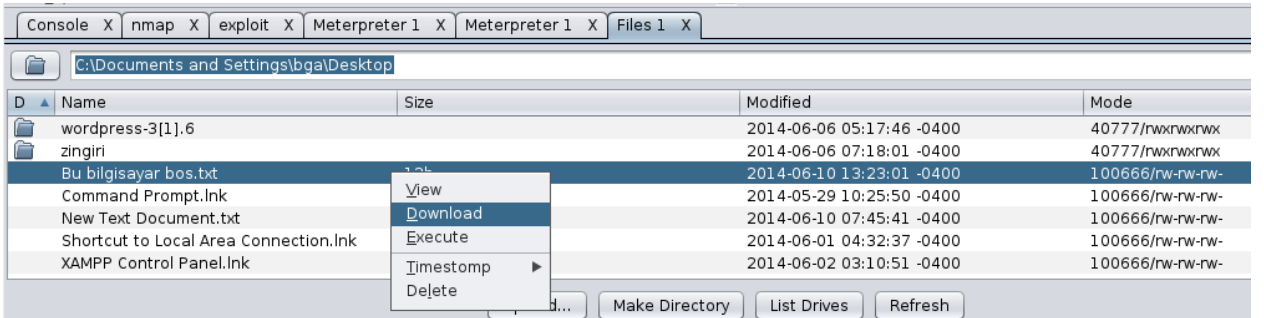 Console X nmap X exploit X Meterpreter 1 X Meterpreter 1 X Files 1 X
C:\Documents and Settings\bga\Desktop
D Name Size Modified Mode
wordpress-3[1].6 2014-06-06 05:17:46 -0400 40777/rwxrwxrwx
zingiri 2014-06-06 07:18:01 -0400 40777/rwxrwxrwx
Bu bilgisayar bos.txt 2014-06-10 13:23:01 -0400 100666/rw-rw-rw-
View
Command Prompt.lnk 2014-05-29 10:25:50 -0400 100666/rw-rw-rw-
Download
New Text Document.txt 2014-06-10 07:45:41 -0400 100666/rw-rw-rw-
Execute
Shortcut to Local Area Connection.lnk 2014-06-01 04:32:37 -0400 100666/rw-rw-rw-
Timestomp
XAMPP Control Panel.lnk 2014-06-02 03:10:51 -0400 100666/rw-rw-rw-
Delete
Make Directory List Drives Refresh